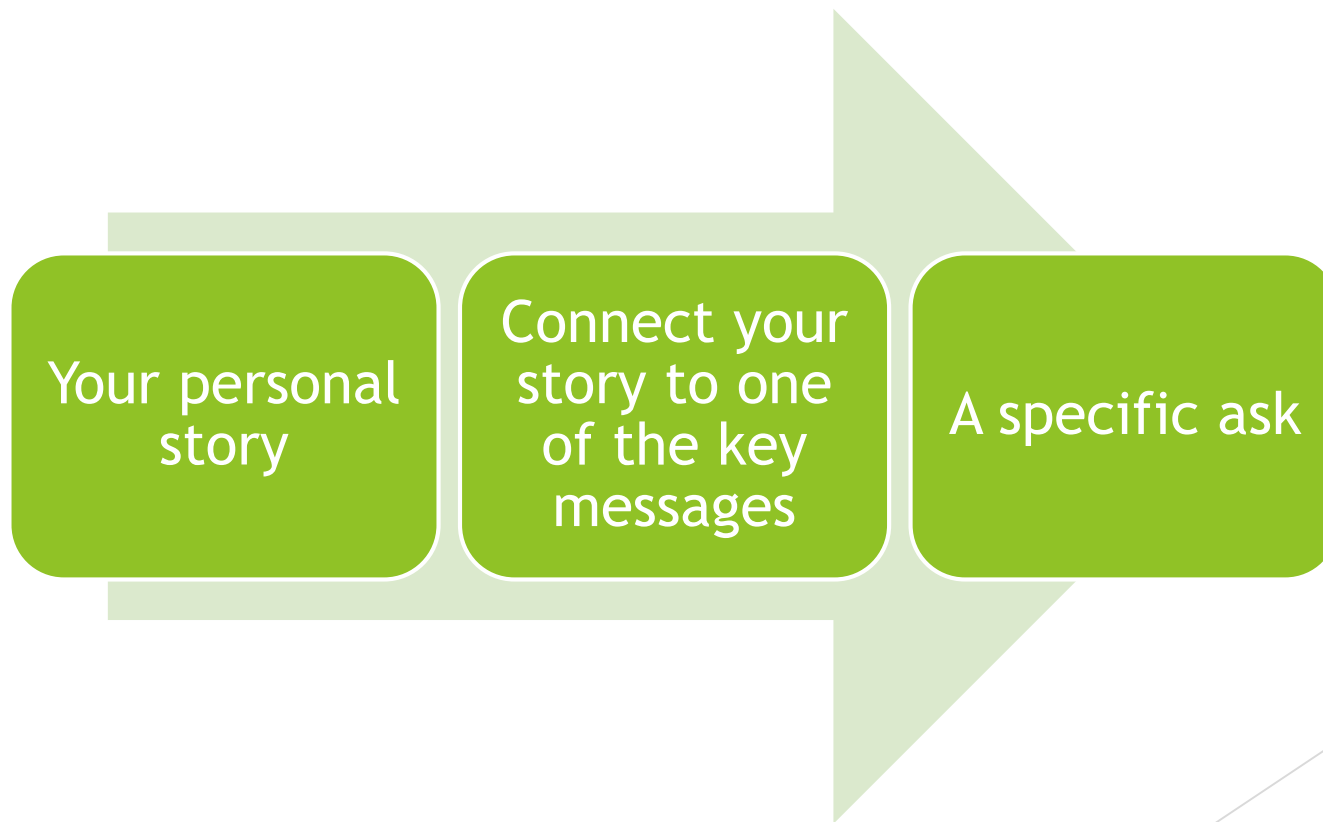 Your personal
story
Connect your
story to one
of the key
messages
A specific ask